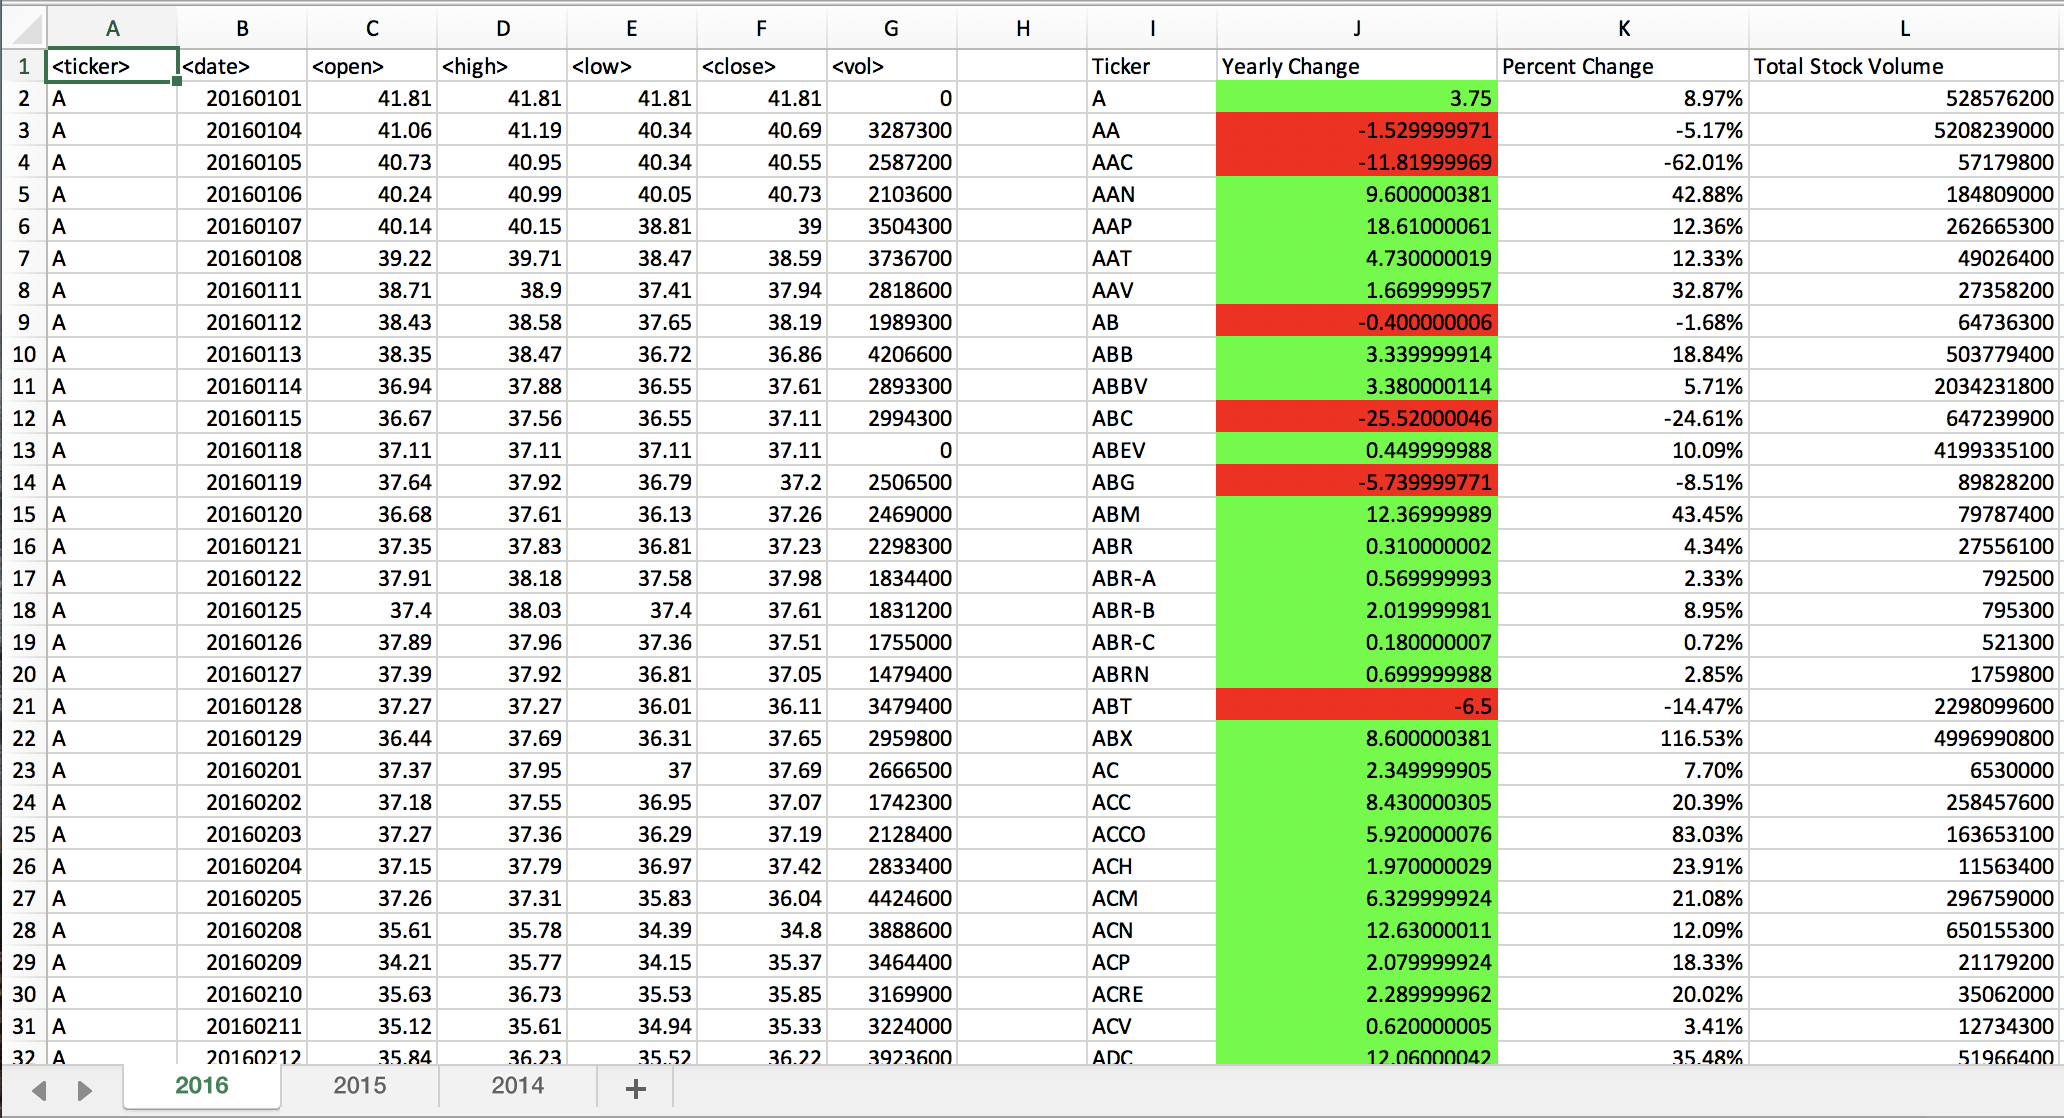 A B C D E F G H I J K L
1 <ticker> <date> <open> <high> <low> <close> <vol> Ticker Yearly Change Percent Change Total Stock Volume
2 A 20160101 41.81 41.81 41.81 41.81 0 A 3.75 8.97% 528576200
3 A 20160104 41.06 41.19 40.34 40.69 3287300 AA -1.529999971 -5.17% 5208239000
4 A 20160105 40.73 40.95 40.34 40.55 2587200 AAC -11.81999969 -62.01% 57179800
5 A 20160106 40.24 40.99 40.05 40.73 2103600 AAN 9.600000381 42.88% 184809000
6 A 20160107 40.14 40.15 38.81 39 3504300 AAP 18.61000061 12.36% 262665300
7 A 20160108 39.22 39.71 38.47 38.59 3736700 AAT 4.730000019 12.33% 49026400
8 A 20160111 38.71 38.9 37.41 37.94 2818600 AAV 1.669999957 32.87% 27358200
9 A 20160112 38.43 38.58 37.65 38.19 1989300 AB -0.400000006 -1.68% 64736300
10 A 20160113 38.35 38.47 36.72 36.86 4206600 ABB 3.339999914 18.84% 503779400
11 A 20160114 36.94 37.88 36.55 37.61 2893300 ABBV 3.380000114 5.71% 2034231800
12 A 20160115 36.67 37.56 36.55 37.11 2994300 ABC -25.52000046 -24.61% 647239900
13 A 20160118 37.11 37.11 37.11 37.11 0 ABEV 0.449999988 10.09% 4199335100
14 A 20160119 37.64 37.92 36.79 37.2 2506500 ABG -5.739999771 -8.51% 89828200
15 A 20160120 36.68 37.61 36.13 37.26 2469000 ABM 12.36999989 43.45% 79787400
16 A 20160121 37.35 37.83 36.81 37.23 2298300 ABR 0.310000002 4.34% 27556100
17 A 20160122 37.91 38.18 37.58 37.98 1834400 ABR-A 0.569999993 2.33% 792500
18 A 20160125 37.4 38.03 37.4 37.61 1831200 ABR-B 2.019999981 8.95% 795300
19 A 20160126 37.89 37.96 37.36 37.51 1755000 ABR-C 0.180000007 0.72% 521300
20 A 20160127 37.39 37.92 36.81 37.05 1479400 ABRN 0.699999988 2.85% 1759800
21 A 20160128 37.27 37.27 36.01 36.11 3479400 ABT -6.5 -14.47% 2298099600
22 A 20160129 36.44 37.69 36.31 37.65 2959800 ABX 8.600000381 116.53% 4996990800
23 A 20160201 37.37 37.95 37 37.69 2666500 AC 2.349999905 7.70% 6530000
24 A 20160202 37.18 37.55 36.95 37.07 1742300 ACC 8.430000305 20.39% 258457600
25 A 20160203 37.27 37.36 36.29 37.19 2128400 ACCO 5.920000076 83.03% 163653100
26 A 20160204 37.15 37.79 36.97 37.42 2833400 ACH 1.970000029 23.91% 11563400
27 A 20160205 37.26 37.31 35.83 36.04 4424600 ACM 6.329999924 21.08% 296759000
28 A 20160208 35.61 35.78 34.39 34.8 3888600 ACN 12.63000011 12.09% 650155300
29 A 20160209 34.21 35.77 34.15 35.37 3464400 ACP 2.079999924 18.33% 21179200
30 A 20160210 35.63 36.73 35.53 35.85 3169900 ACRE 2.289999962 20.02% 35062000
31 A 20160211 35.12 35.61 34.94 35.33 3224000 ACV 0.620000005 3.41% 12734300
32 A 20160212 35.84 36.23 35.52 36.22 3923600 ADC 12.06000042 35.48% 51966400
2016 2015 2014 +